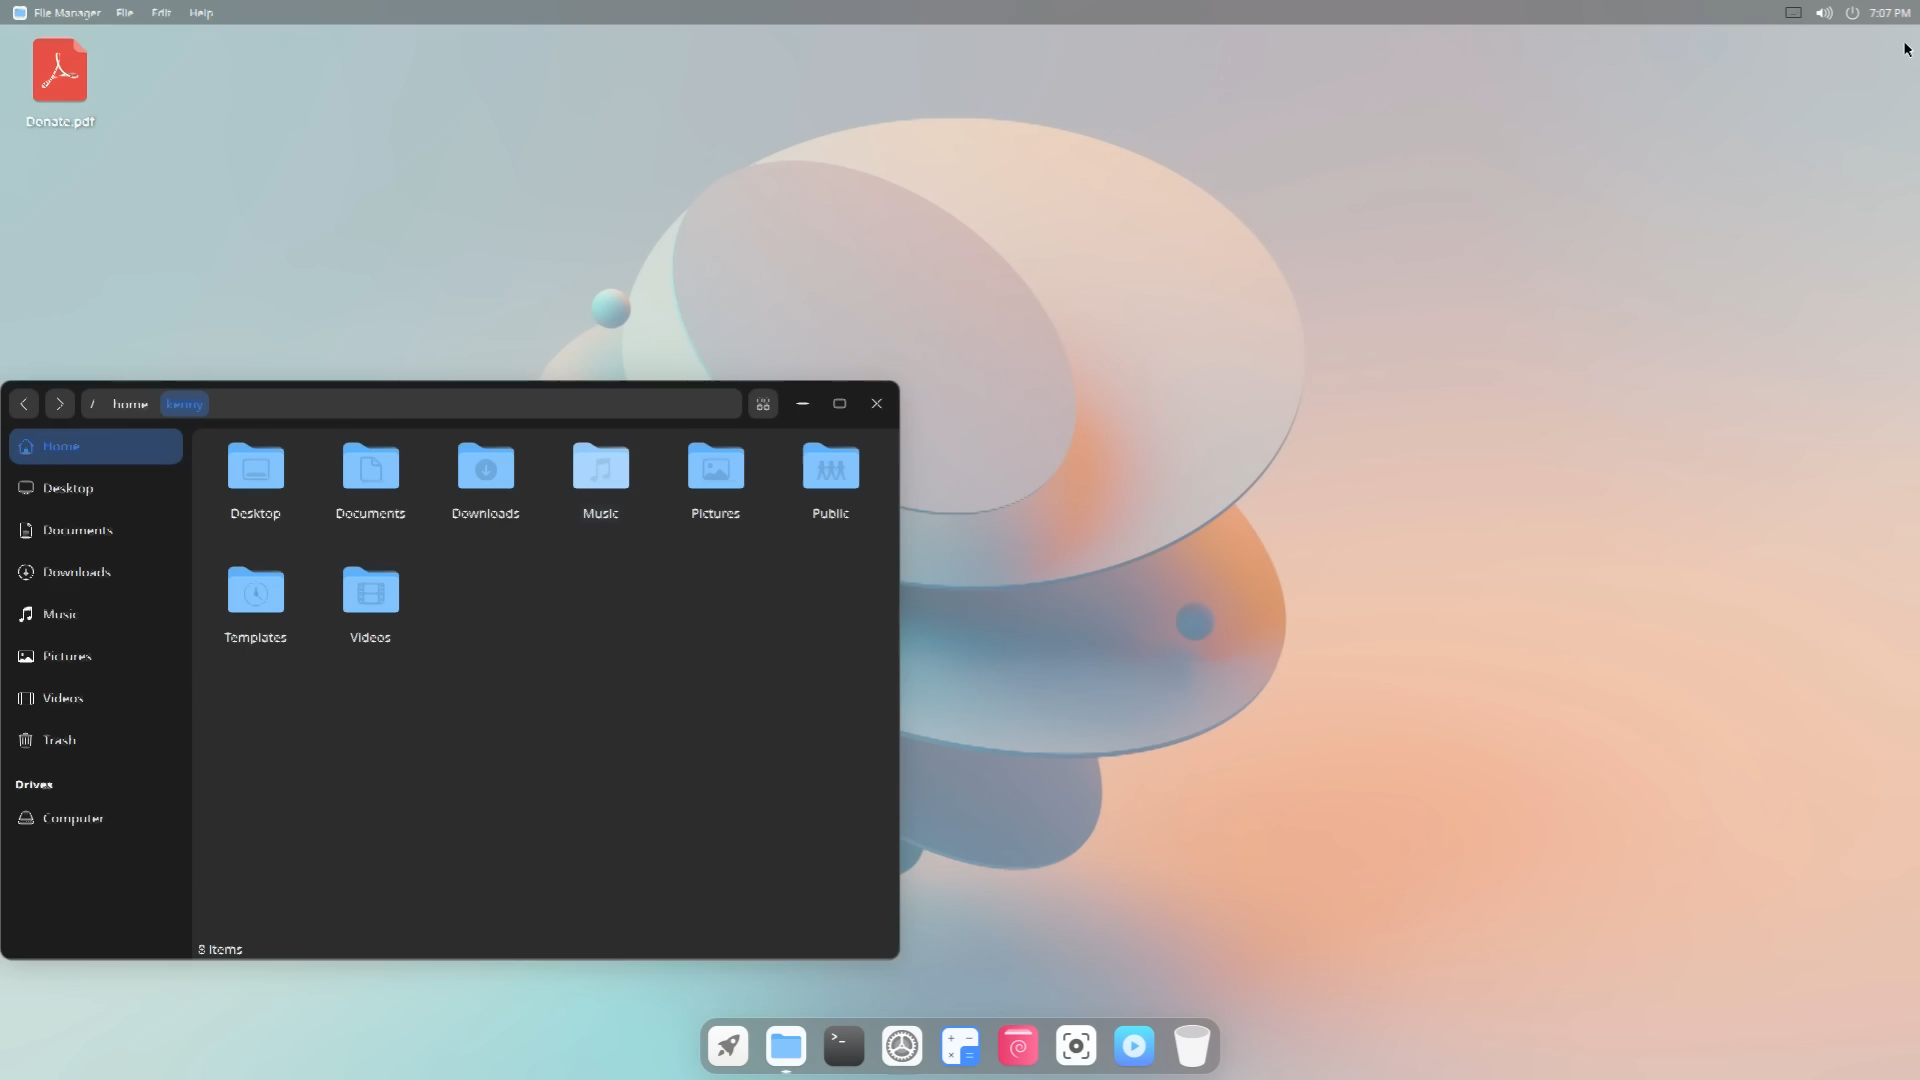 File Manager File Edit Help 7:07 PM
Donate.pdf
/ home kenny
Home
Desktop
Documents
Downloads
Music
Pictures
Videos
Trash
Drives
Computer
Desktop Documents Downloads Music Pictures Public
Templates Videos
8 items
>_